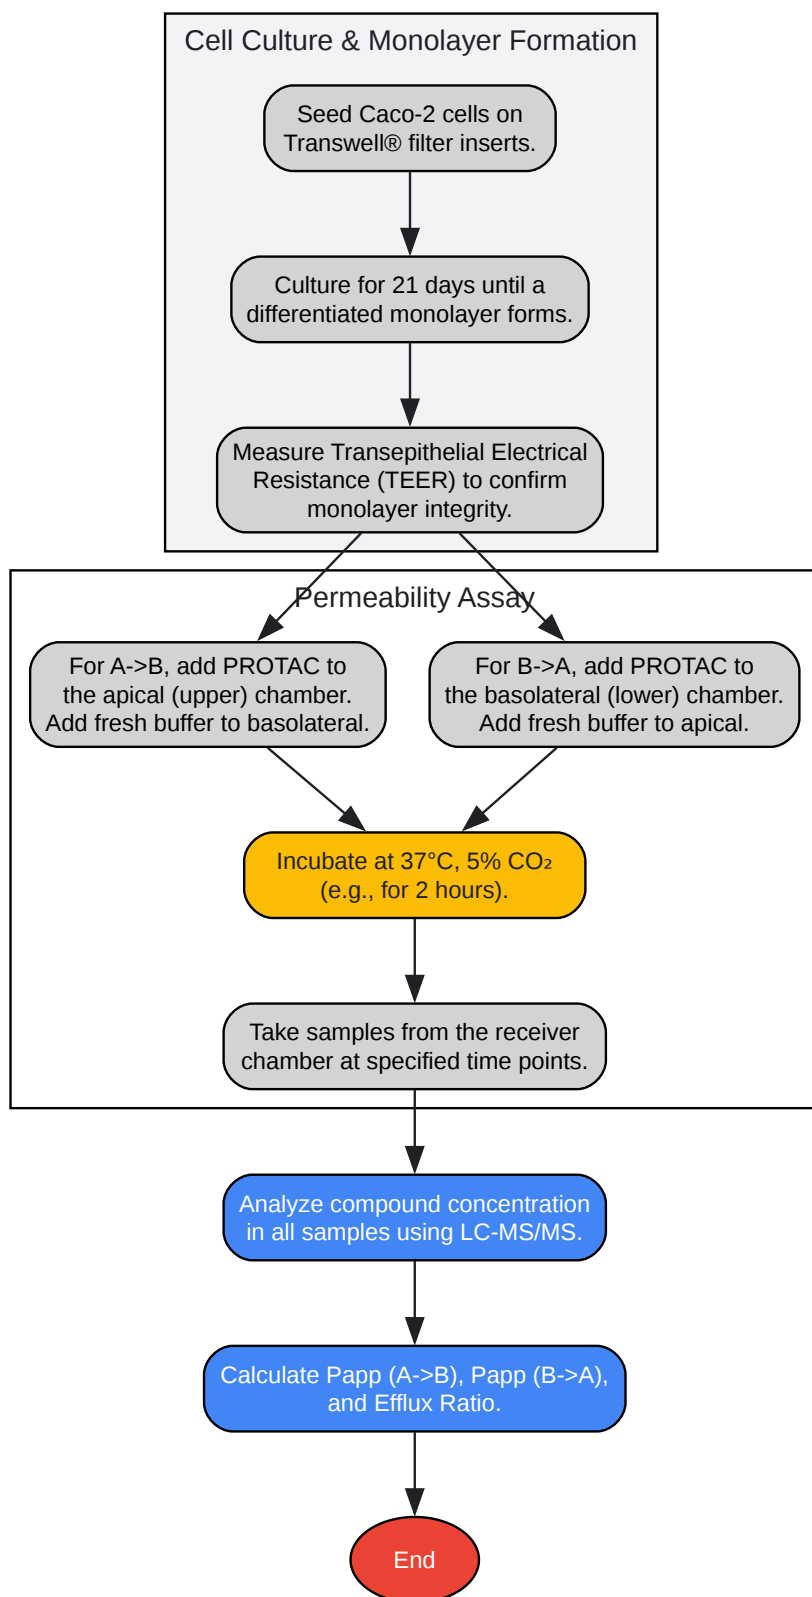 Cell Culture & Monolayer Formation
Seed Caco-2 cells on
Transwell® filter inserts.
Culture for 21 days until a
differentiated monolayer forms.
Measure Transepithelial Electrical
Resistance (TEER) to confirm
monolayer integrity.
Permeability Assay
For A->B, add PROTAC to
the apical (upper) chamber.
Add fresh buffer to basolateral.
For B->A, add PROTAC to
the basolateral (lower) chamber.
Add fresh buffer to apical.
Incubate at 37°C, 5% CO₂
(e.g., for 2 hours).
Take samples from the receiver
chamber at specified time points.
Analyze compound concentration
in all samples using LC-MS/MS.
Calculate Papp (A->B), Papp (B->A),
and Efflux Ratio.
End